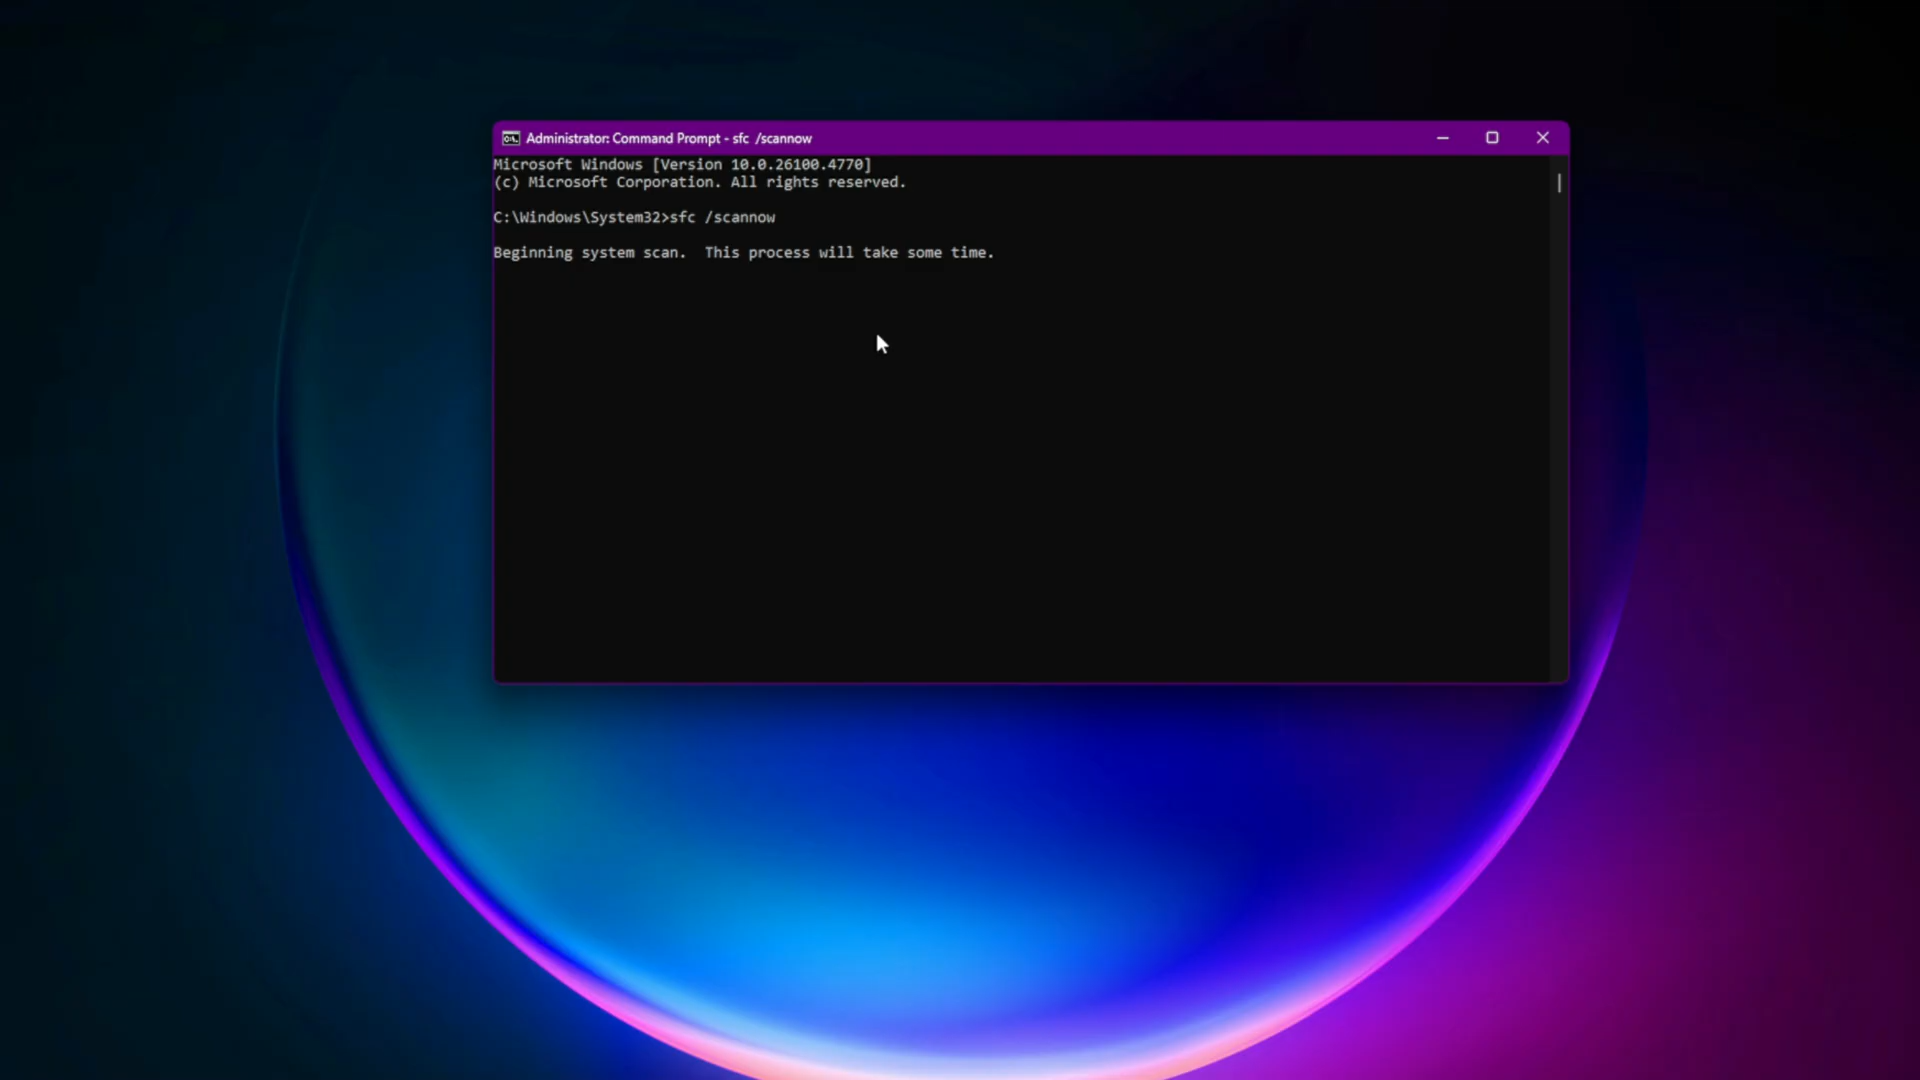 Administrator: Command Prompt - sfc  /scannow
Microsoft Windows [Version 10.0.26100.4770]
(c) Microsoft Corporation. All rights reserved.
C:\Windows\System32>sfc /scannow
Beginning system scan.  This process will take some time.